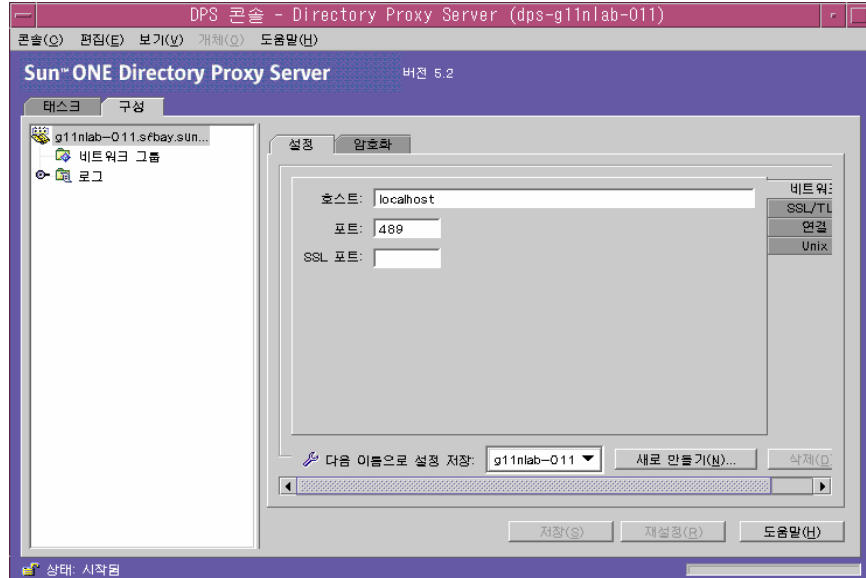 DPS 콘솔 - Directory Proxy Server (dps-g11nlab-011)
콘솔(C) 편집(E) 보기(V) 개체(O) 도움말(H)
Sun™ ONE Directory Proxy Server 버전 5.2
태스크 구성
g11nlab-011.sfbay.sun...
네트워크 그룹
로그
설정 암호화
호스트: localhost
포트: 489
SSL 포트:
네트워크
SSL/TL
연결
Unix
다음 이름으로 설정 저장: g11nlab-011 새로 만들기(N)... 삭제(D)
저장(S) 재설정(R) 도움말(H)
상태: 시작됨